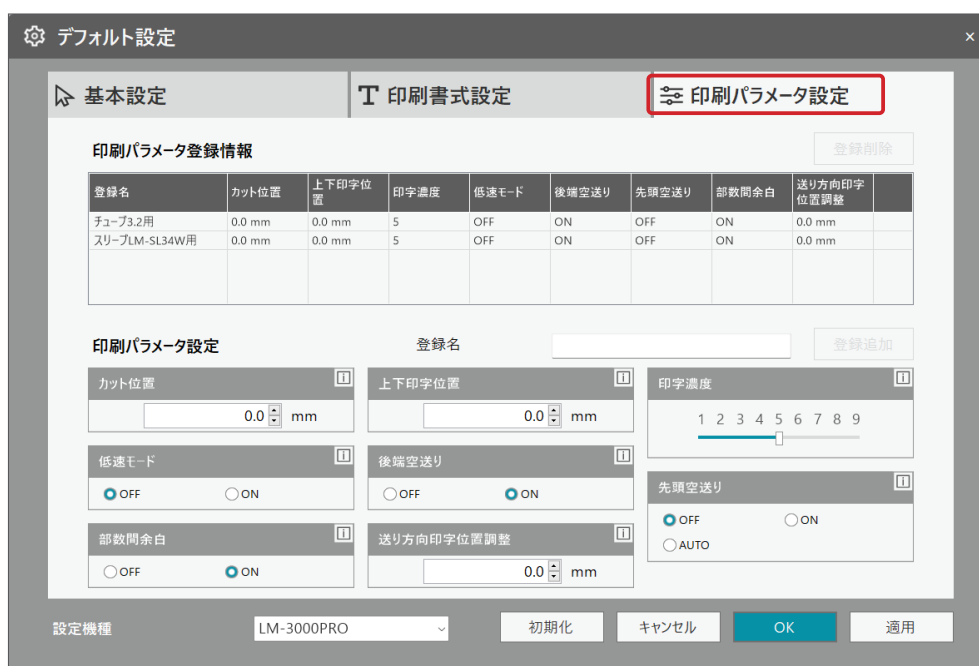 デフォルト設定 ×
基本設定 T 印刷書式設定 印刷パラメータ設定
印刷パラメータ登録情報 登録削除
登録名 カット位置 上下印字位置 印字濃度 低速モード 後端空送り 先頭空送り 部数間余白 送り方向印字位置調整
チューブ3.2用 0.0 mm 0.0 mm 5 OFF ON OFF ON 0.0 mm
スリーブLM-SL34W用 0.0 mm 0.0 mm 5 OFF ON OFF ON 0.0 mm
印刷パラメータ設定 登録名 登録追加
カット位置 i 上下印字位置 i 印字濃度 i
0.0 mm 0.0 mm 1 2 3 4 5 6 7 8 9
低速モード i 後端空送り i 先頭空送り i
OFF ON OFF ON OFF ON
AUTO
部数間余白 i 送り方向印字位置調整 i
OFF ON 0.0 mm
設定機種 LM-3000PRO 初期化 キャンセル OK 適用